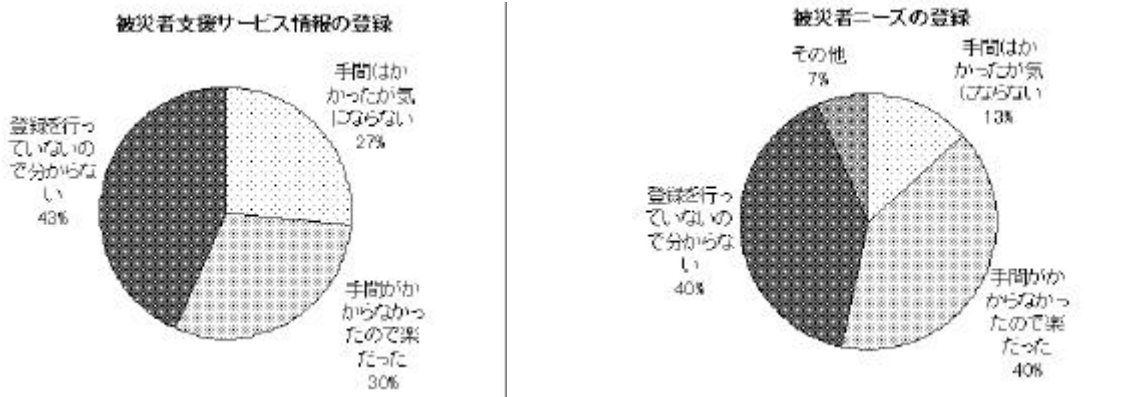 被災者支援サービス情報の登録
手間はか
かったが気
にならない
27%
登録を行っ
ていないの
で分からな
い
43%
手間がか
からなかっ
たので楽
だった
30%
被災者ニーズの登録
その他
7%
手間はか
かったが気
にならない
13%
登録を行っ
ていないの
で分からな
い
40%
手間がか
からなかっ
たので楽
だった
40%